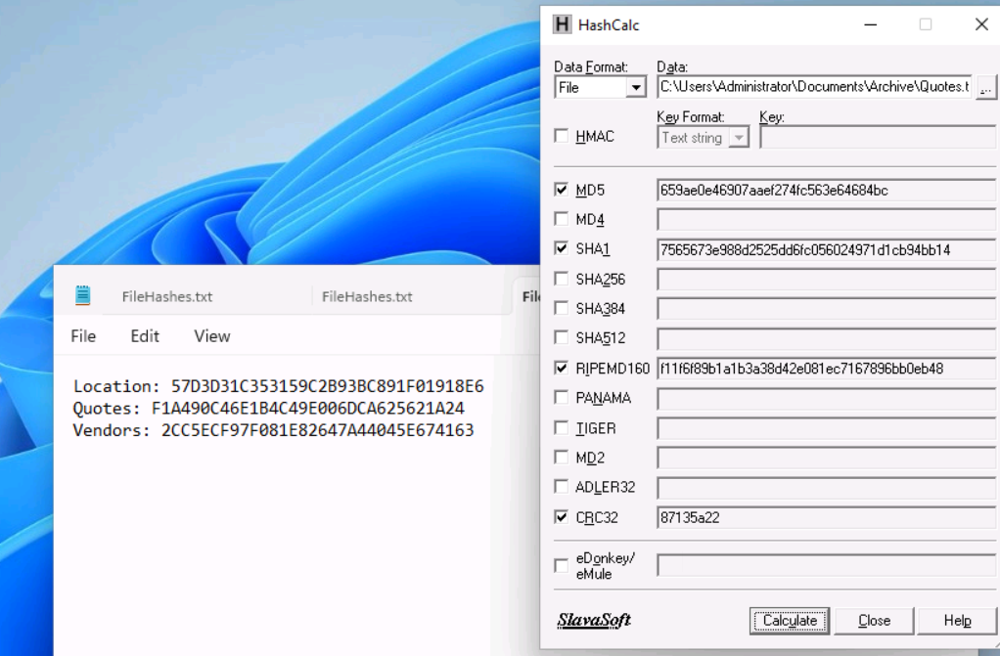 HashCalc
Data Format: Data:
File C:\Users\Administrator\Documents\Archive\Quotes.t ...
Key Format: Key:
HMAC Text string
MD5 659ae0e46907aaef274fc563e64684bc
MD4
SHA1 7565673e988d2525dd6fc056024971d1cb94bb14
SHA256
SHA384
SHA512
RIPEMD160 f11f6f89b1a1b3a38d42e081ec7167896bb0eb48
PANAMA
TIGER
MD2
ADLER32
CRC32 87135a22
eDonkey/
eMule
SlavaSoft Calculate Close Help
FileHashes.txt FileHashes.txt
File Edit View
Location: 57D3D31C353159C2B93BC891F01918E6
Quotes: F1A490C46E1B4C49E006DCA625621A24
Vendors: 2CC5ECF97F081E82647A44045E674163